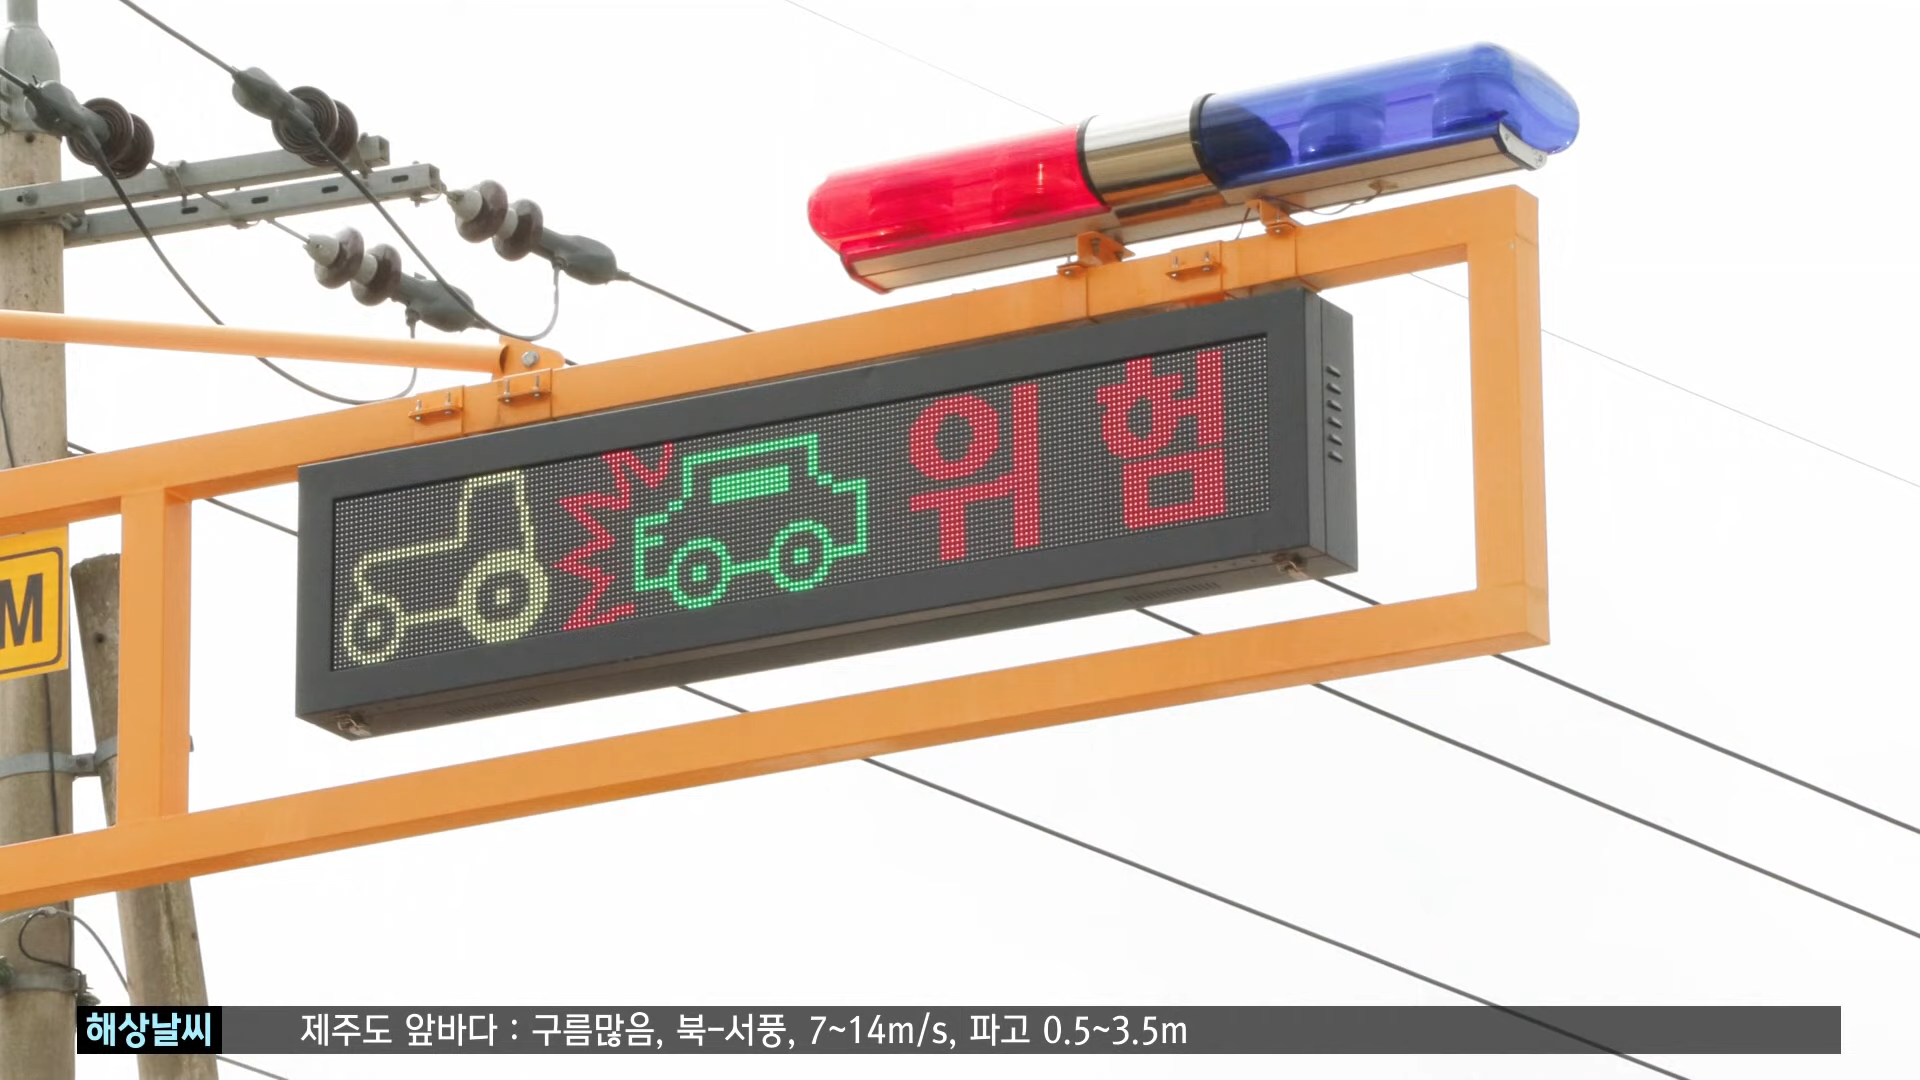 위험
M
해상날씨 제주도 앞바다 : 구름많음, 북-서풍, 7~14m/s, 파고 0.5~3.5m